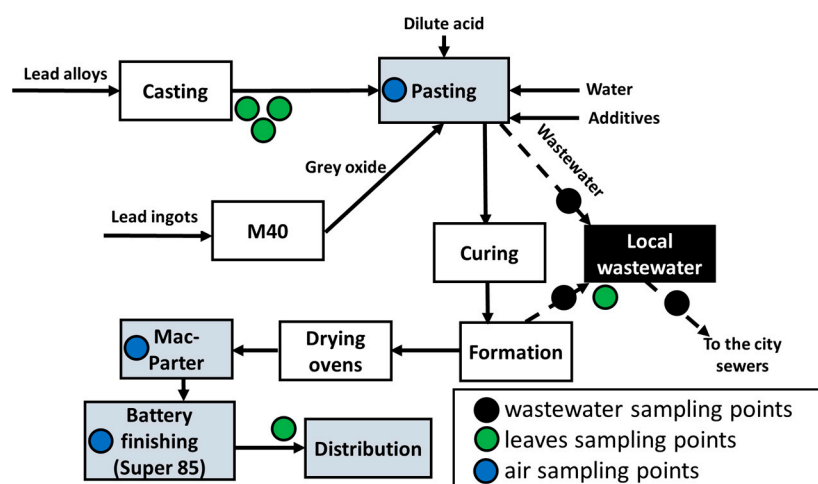 Dilute acid
Lead alloys
Casting
Pasting
Water
Additives
Wastewater
Grey oxide
Lead ingots
M40
Curing
Local
wastewater
Mac-
Parter
Drying
ovens
Formation
To the city
sewers
Battery
finishing
(Super 85)
Distribution
wastewater sampling points
leaves sampling points
air sampling points